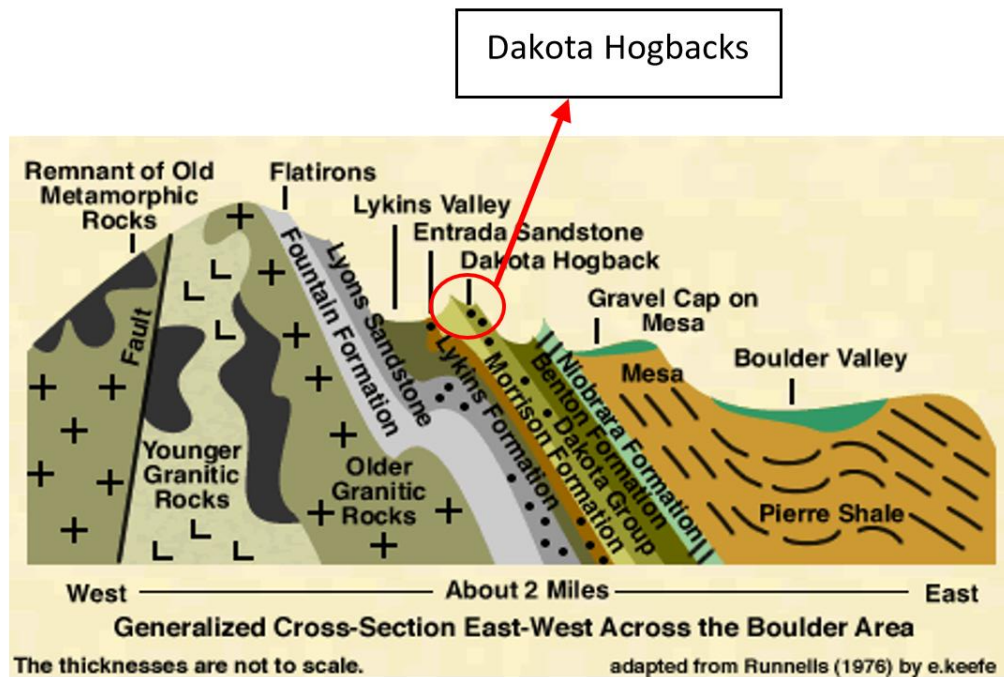 Dakota Hogbacks
Remnant of Old
Metamorphic
Rocks
Flatirons
Lykins Valley
Entrada Sandstone
Dakota Hogback
Gravel Cap on
Mesa
Boulder Valley
Fault
Fountain Formation
Lyons Sandstone
Lykins Formation
Morrison Formation
Dakota Group
Benton Formation
Niobrara Formation
Mesa
Younger
Granitic
Rocks
Older
Granitic
Rocks
Pierre Shale
West
About 2 Miles
East
Generalized Cross-Section East-West Across the Boulder Area
The thicknesses are not to scale.
adapted from Runnells (1976) by e.keefe